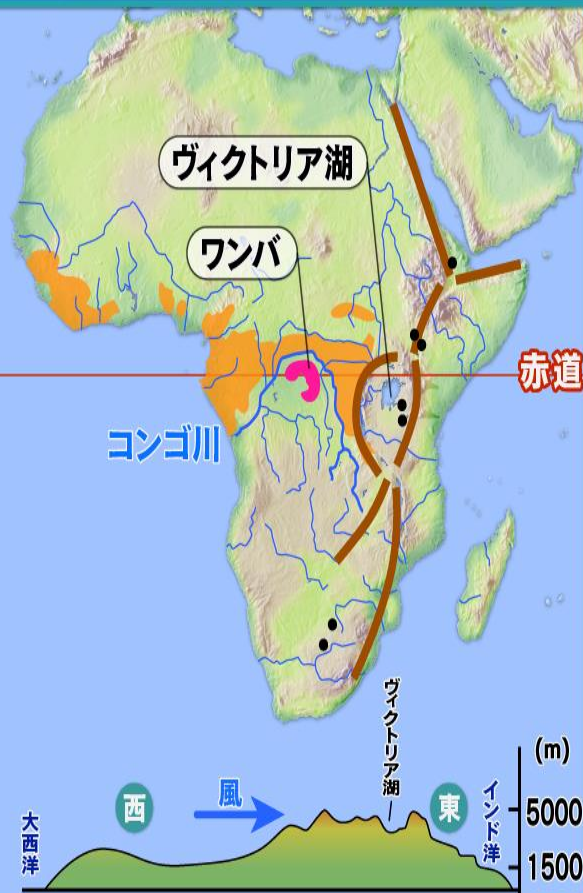 ヴィクトリア湖
ワンバ
赤道
コンゴ川
ヴィクトリア湖
(m)
西
風
東
インド洋
大西洋
5000
1500